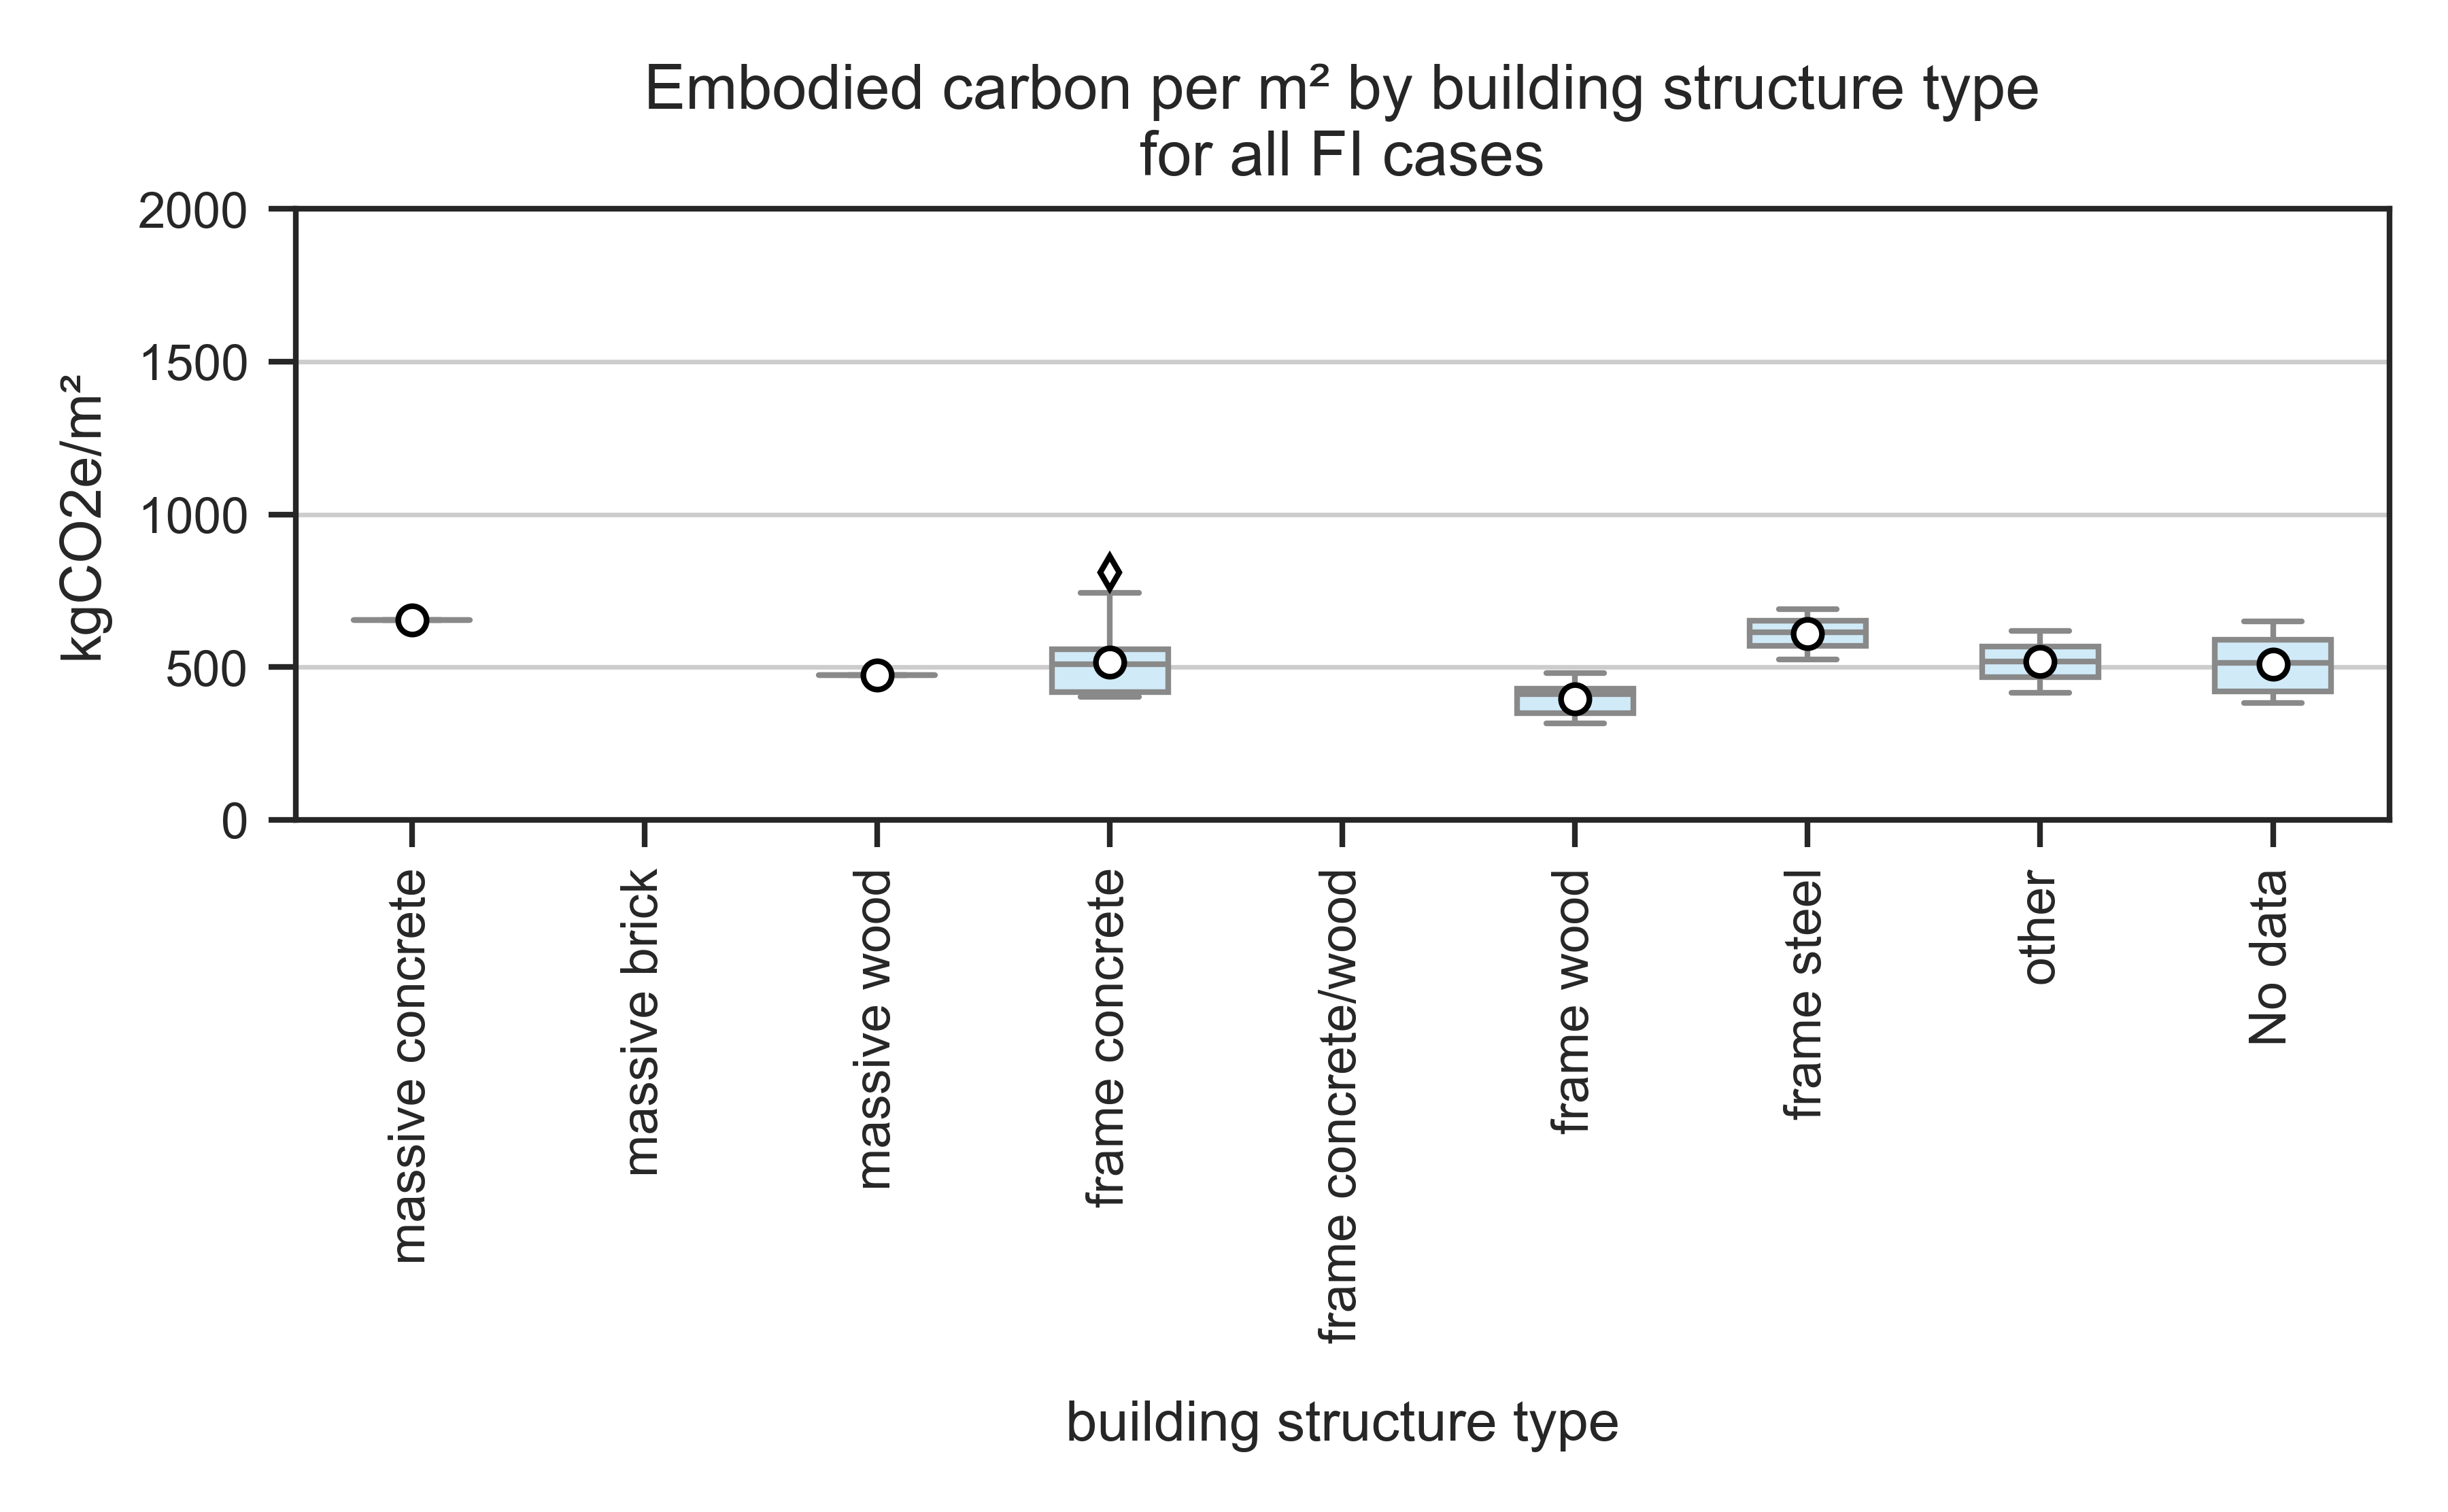 Embodied carbon per m² by building structure type
for all FI cases
kgCO2e/m²
2000
1500
1000
500
0
massive concrete
massive brick
massive wood
frame concrete
frame concrete/wood
frame wood
frame steel
other
No data
building structure type